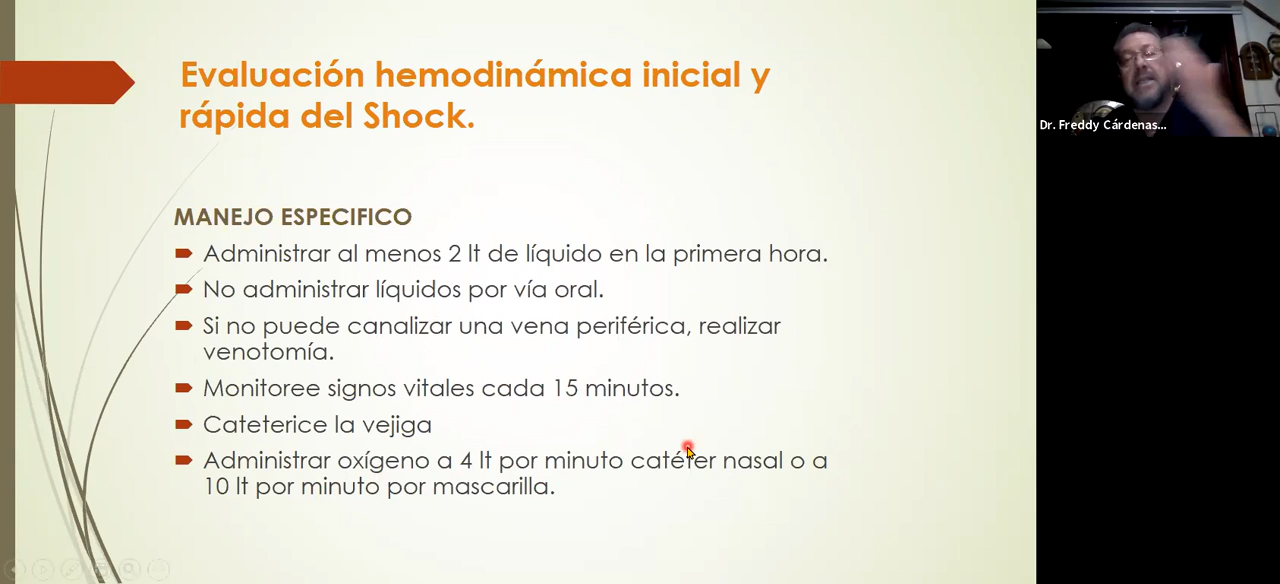 Evaluación hemodinámica inicial y
rápida del Shock.
MANEJO ESPECIFICO
Administrar al menos 2 lt de líquido en la primera hora.
No administrar líquidos por vía oral.
Si no puede canalizar una vena periférica, realizar
venotomía.
Monitoree signos vitales cada 15 minutos.
Cateterice la vejiga
Administrar oxígeno a 4 lt por minuto catéter nasal o a
10 lt por minuto por mascarilla.
Dr. Freddy Cárdenas...